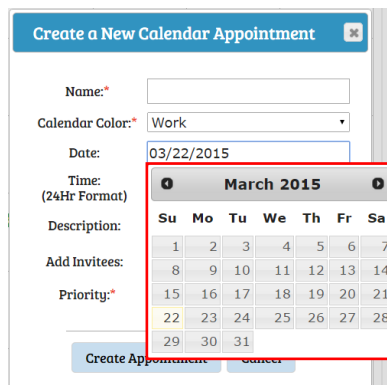 Create a New Calendar Appointment
Name:*
Calendar Color:* Work
Date: 03/22/2015
Time:
(24Hr Format)
Description:
Add Invitees:
Priority:*
March 2015
Su Mo Tu We Th Fr Sa
1 2 3 4 5 6 7
8 9 10 11 12 13 14
15 16 17 18 19 20 21
22 23 24 25 26 27 28
29 30 31
Create Appointment Cancel